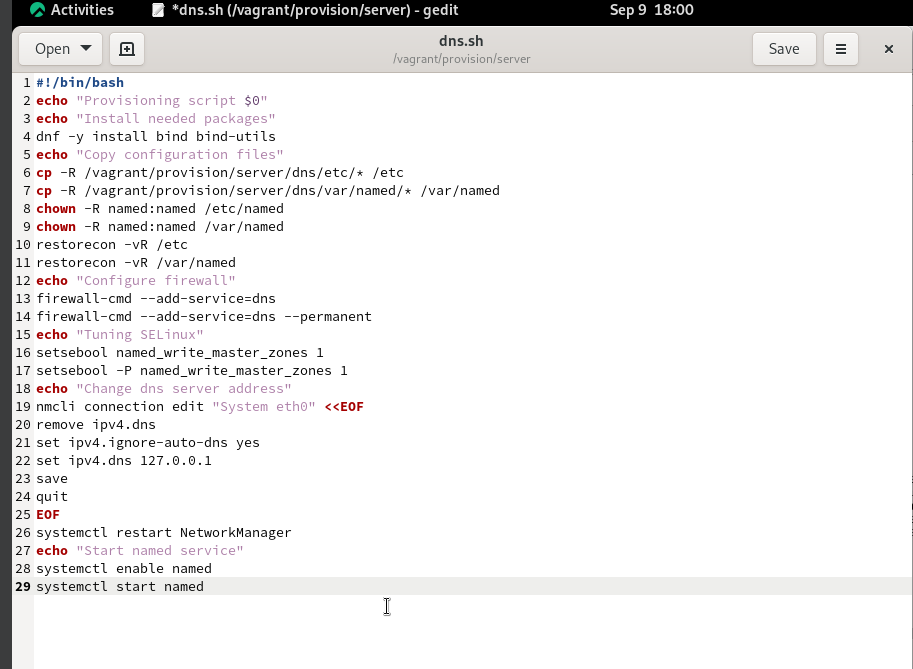 Activities *dns.sh (/vagrant/provision/server) - gedit Sep 9 18:00
Open dns.sh Save
/vagrant/provision/server
1 #!/bin/bash
2 echo "Provisioning script $0"
3 echo "Install needed packages"
4 dnf -y install bind bind-utils
5 echo "Copy configuration files"
6 cp -R /vagrant/provision/server/dns/etc/* /etc
7 cp -R /vagrant/provision/server/dns/var/named/* /var/named
8 chown -R named:named /etc/named
9 chown -R named:named /var/named
10 restorecon -vR /etc
11 restorecon -vR /var/named
12 echo "Configure firewall"
13 firewall-cmd --add-service=dns
14 firewall-cmd --add-service=dns --permanent
15 echo "Tuning SELinux"
16 setsebool named_write_master_zones 1
17 setsebool -P named_write_master_zones 1
18 echo "Change dns server address"
19 nmcli connection edit "System eth0" <<EOF
20 remove ipv4.dns
21 set ipv4.ignore-auto-dns yes
22 set ipv4.dns 127.0.0.1
23 save
24 quit
25 EOF
26 systemctl restart NetworkManager
27 echo "Start named service"
28 systemctl enable named
29 systemctl start named